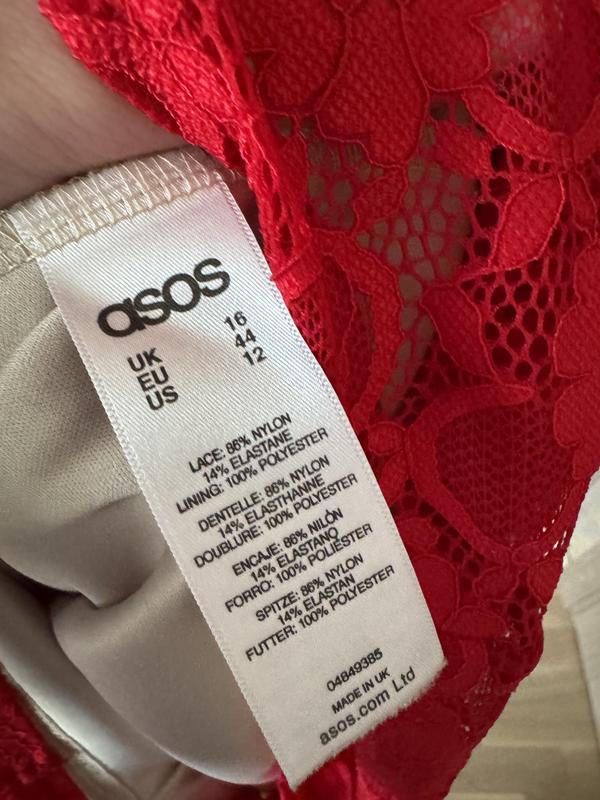 asos
UK 16
EU 44
US 12
LACE: 86% NYLON
14% ELASTANE
LINING: 100% POLYESTER
DENTELLE: 86% NYLON
14% ELASTHANNE
DOUBLURE: 100% POLYESTER
ENCAJE: 86% NILÓN
14% ELASTANO
FORRO: 100% POLIÉSTER
SPITZE: 86% NYLON
14% ELASTAN
FUTTER: 100% POLYESTER
04849385
MADE IN UK
asos.com Ltd